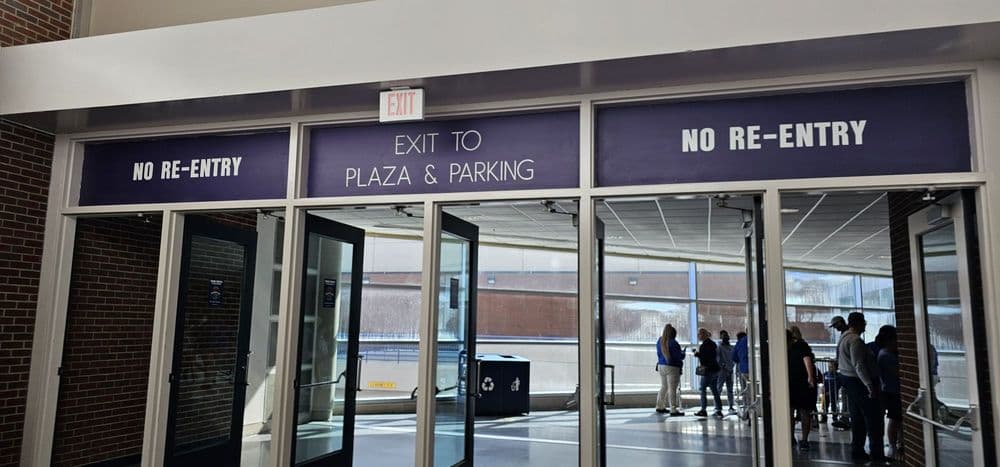 EXIT
NO RE-ENTRY
EXIT TO
PLAZA & PARKING
NO RE-ENTRY